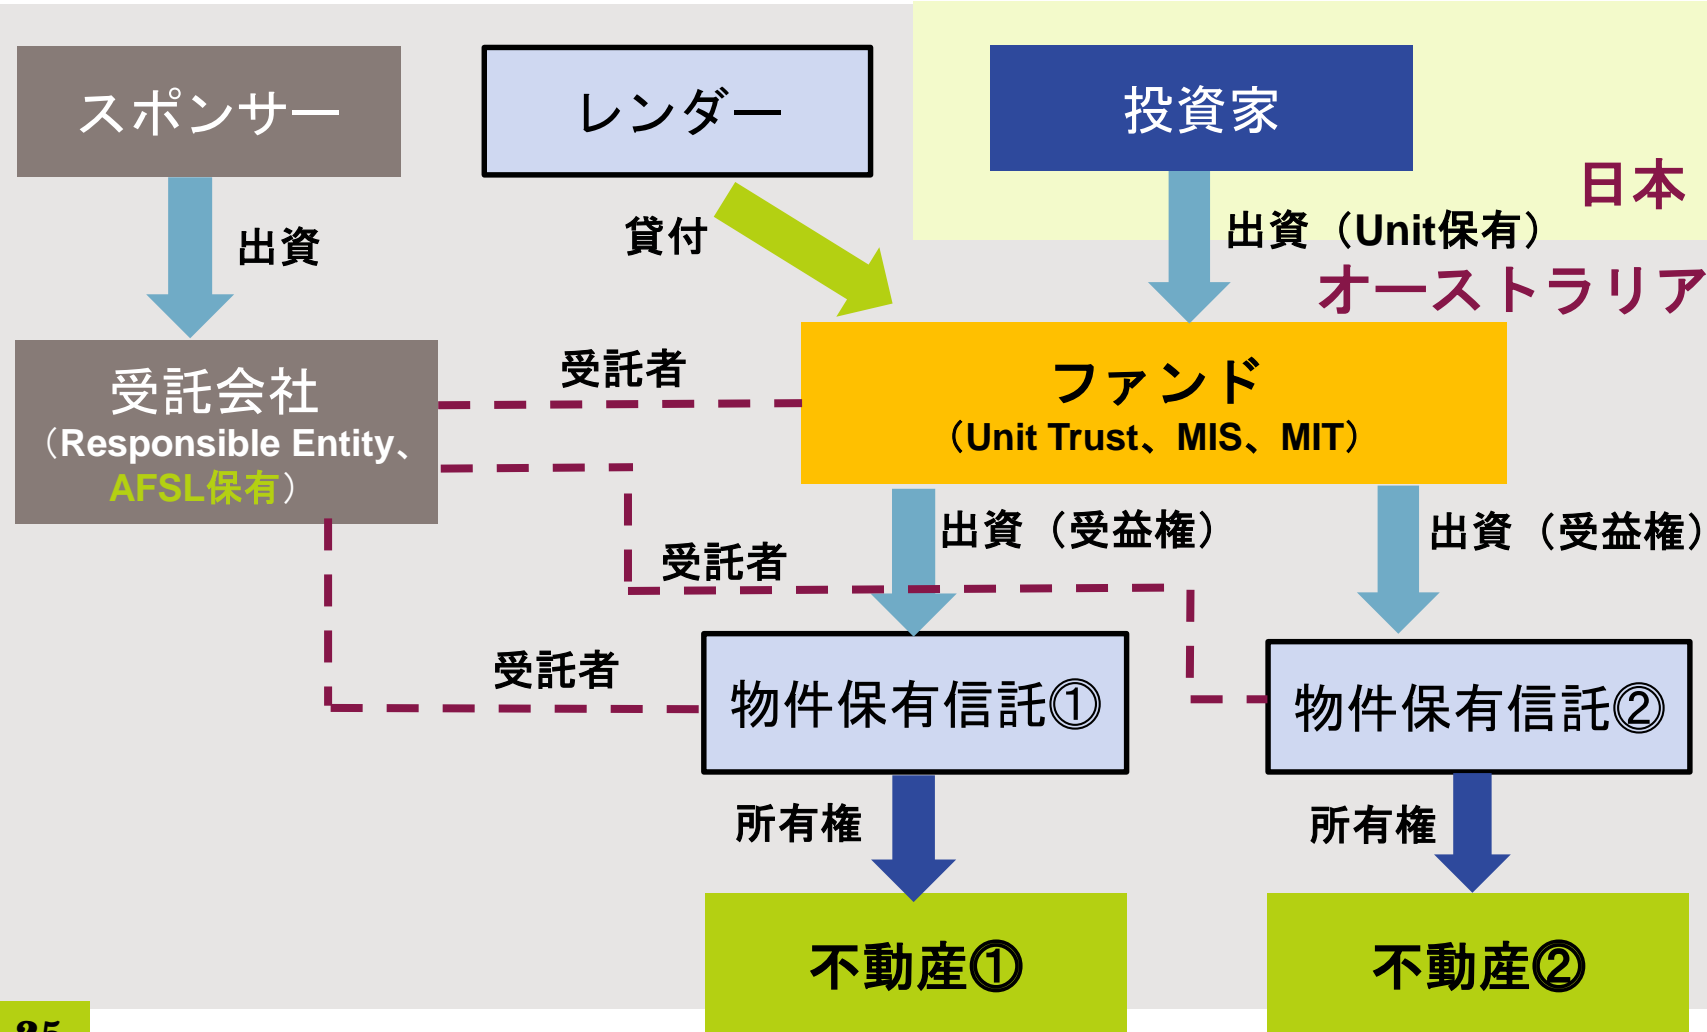 スポンサー
レンダー
投資家
日本
出資
貸付
出資（Unit保有）
オーストラリア
受託会社
（Responsible Entity、
AFSL保有）
受託者
ファンド
（Unit Trust、MIS、MIT）
出資（受益権）
出資（受益権）
受託者
受託者
物件保有信託①
物件保有信託②
所有権
所有権
不動産①
不動産②